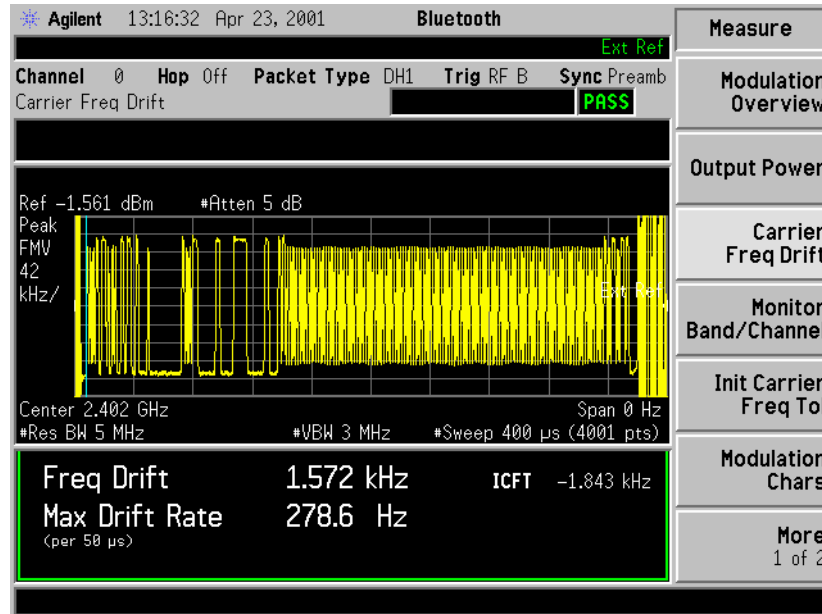 Agilent 13:16:32 Apr 23, 2001 Bluetooth
Ext Ref
Channel 0 Hop Off Packet Type DH1 Trig RF B Sync Preamb
Carrier Freq Drift PASS
Ref -1.561 dBm #Atten 5 dB
Peak
FMV
42
kHz/
Ext Ref
Center 2.402 GHz Span 0 Hz
#Res BW 5 MHz #VBW 3 MHz #Sweep 400 µs (4001 pts)
Freq Drift 1.572 kHz ICFT -1.843 kHz
Max Drift Rate 278.6 Hz
(per 50 µs)
Measure
Modulation
Overview
Output Power
Carrier
Freq Drift
Monitor
Band/Channe
Init Carrier
Freq To
Modulation
Chars
More
1 of 2